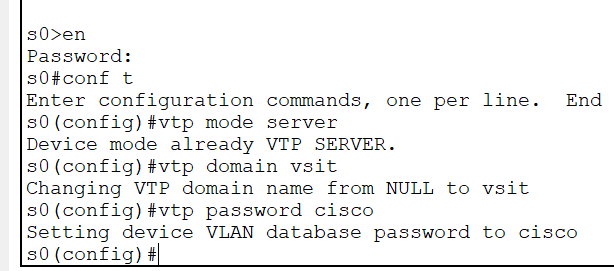 s0>en
Password:
s0#conf t
Enter configuration commands, one per line.  End
s0(config)#vtp mode server
Device mode already VTP SERVER.
s0(config)#vtp domain vsit
Changing VTP domain name from NULL to vsit
s0(config)#vtp password cisco
Setting device VLAN database password to cisco
s0(config)#